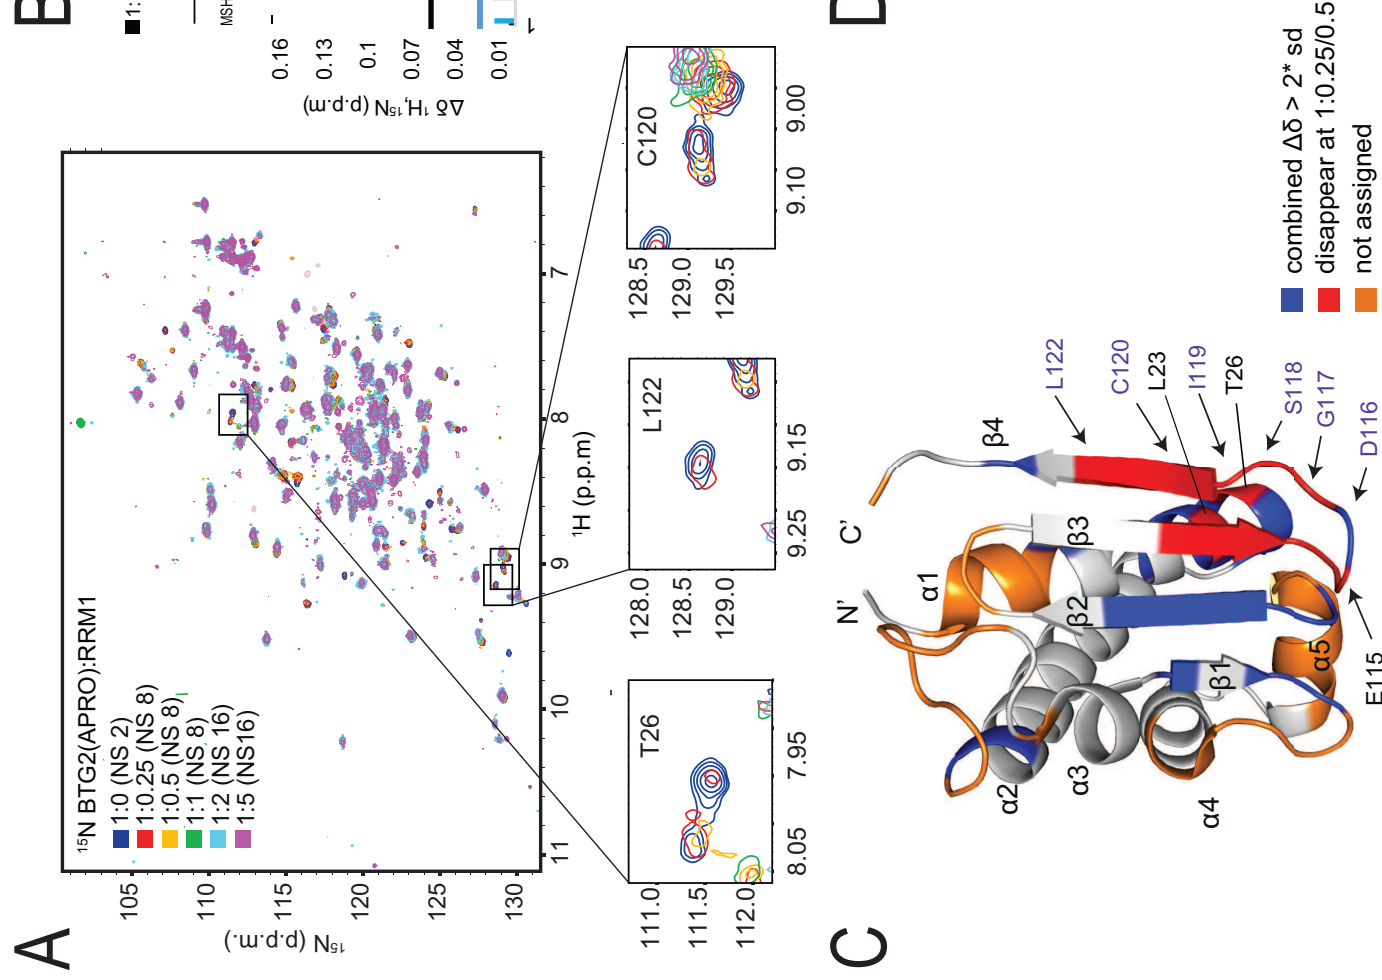 A
¹⁵N BTG2(APRO):RRM1
1:0 (NS 2)
1:0.25 (NS 8)
1:0.5 (NS 8)
1:1 (NS 8)
1:2 (NS 16)
1:5 (NS16)
105
110
115
120
125
130
¹⁵N (p.p.m.)
11
10
9
8
7
¹H (p.p.m)
T26
111.0
111.5
112.0
8.05
7.95
L122
128.0
128.5
129.0
9.25
9.15
C120
128.5
129.0
129.5
9.10
9.00
B
1:
MSH
0.16
0.13
0.1
0.07
0.04
0.01
Δδ ¹H,¹⁵N (p.p.m)
1
C
N'
C'
α1
α2
α3
α4
α5
β1
β2
β3
β4
L122
C120
L23
I119
T26
S118
G117
D116
E115
combined Δδ > 2* sd
disappear at 1:0.25/0.5
not assigned